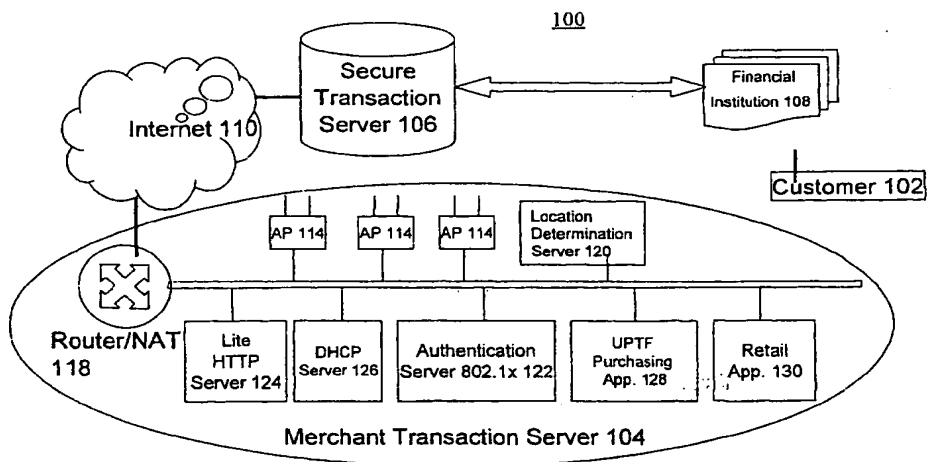 100
Secure
Transaction
Server 106
Financial
Institution 108
Internet 110
Customer 102
AP 114
AP 114
AP 114
Location
Determination
Server 120
Router/NAT
118
Lite
HTTP
Server 124
DHCP
Server 126
Authentication
Server 802.1x 122
UPTF
Purchasing
App. 128
Retail
App. 130
Merchant Transaction Server 104